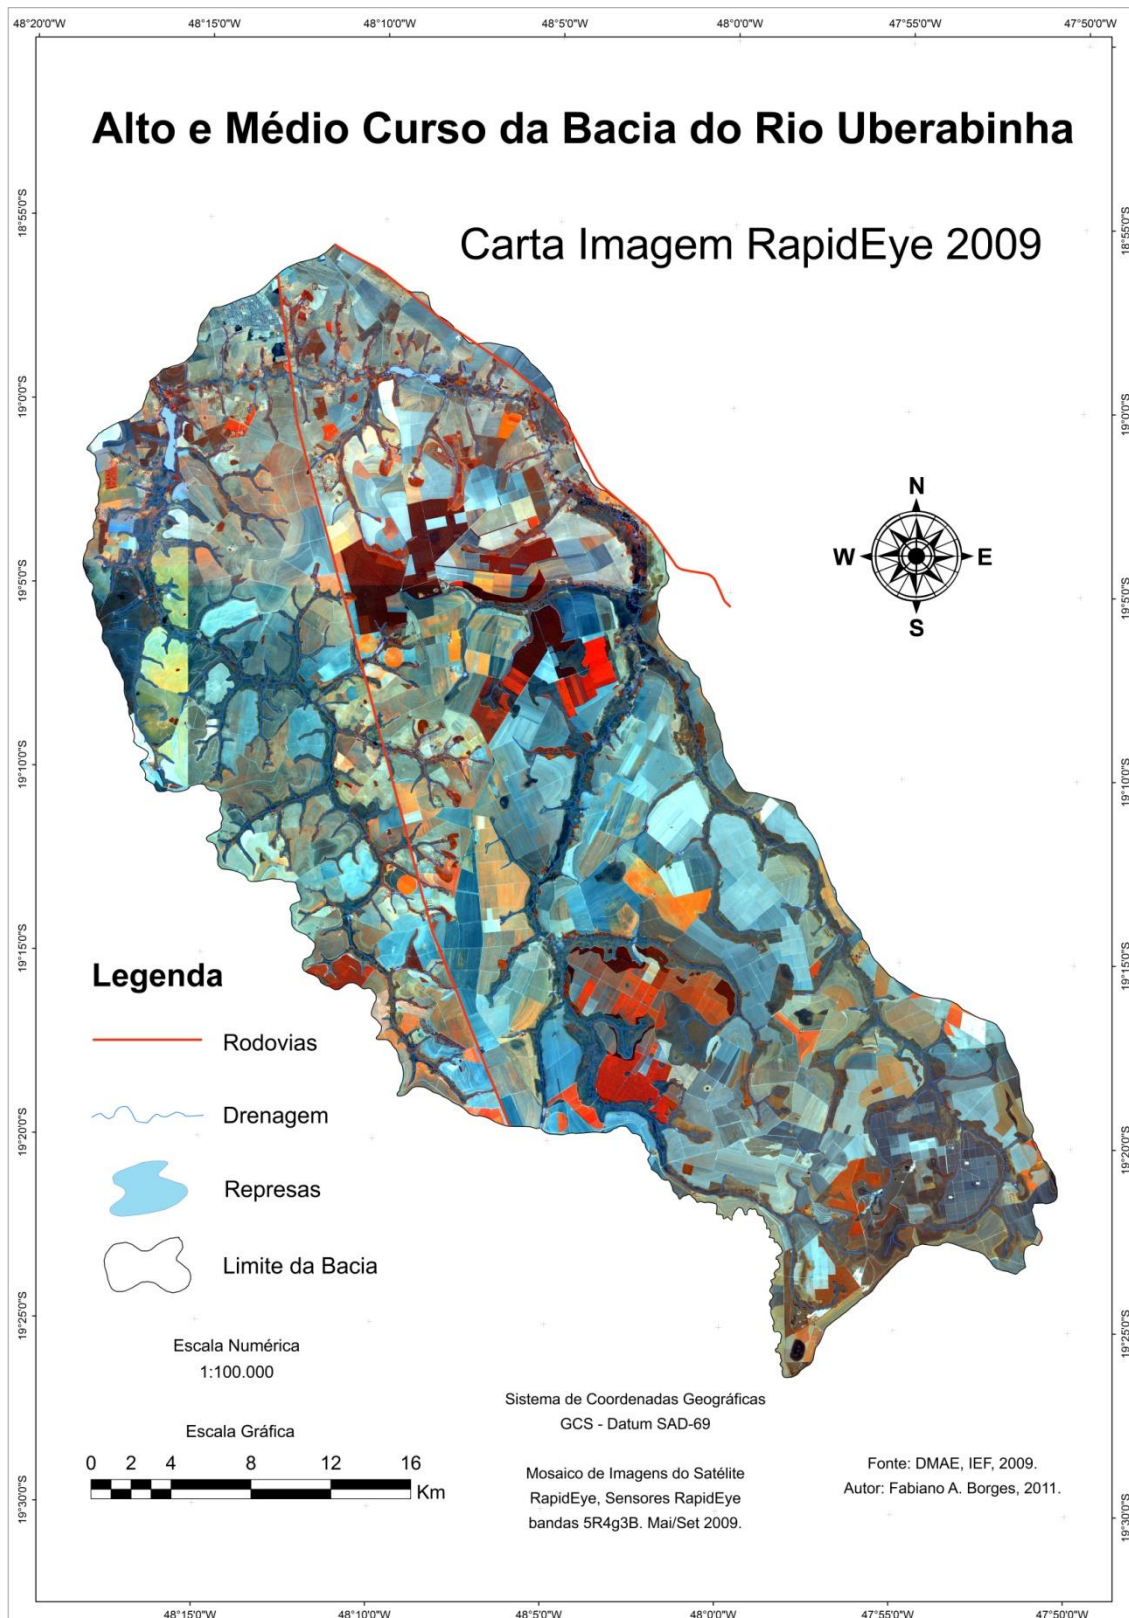 48°20'0"W 48°15'0"W 48°10'0"W 48°5'0"W 48°0'0"W 47°55'0"W 47°50'0"W
Alto e Médio Curso da Bacia do Rio Uberabinha
Carta Imagem RapidEye 2009
18°55'0"S
18°55'0"S
19°0'0"S
19°0'0"S
N
W E
S
19°5'0"S
19°5'0"S
19°10'0"S
19°10'0"S
19°15'0"S
19°15'0"S
Legenda
Rodovias
Drenagem
19°20'0"S
19°20'0"S
Represas
Limite da Bacia
19°25'0"S
19°25'0"S
Escala Numérica
1:100.000
Escala Gráfica
0 2 4 8 12 16
Km
Sistema de Coordenadas Geográficas
GCS - Datum SAD-69
Mosaico de Imagens do Satélite
RapidEye, Sensores RapidEye
bandas 5R4g3B. Mai/Set 2009.
Fonte: DMAE, IEF, 2009.
Autor: Fabiano A. Borges, 2011.
19°30'0"S
19°30'0"S
48°15'0"W 48°10'0"W 48°5'0"W 48°0'0"W 47°55'0"W 47°50'0"W